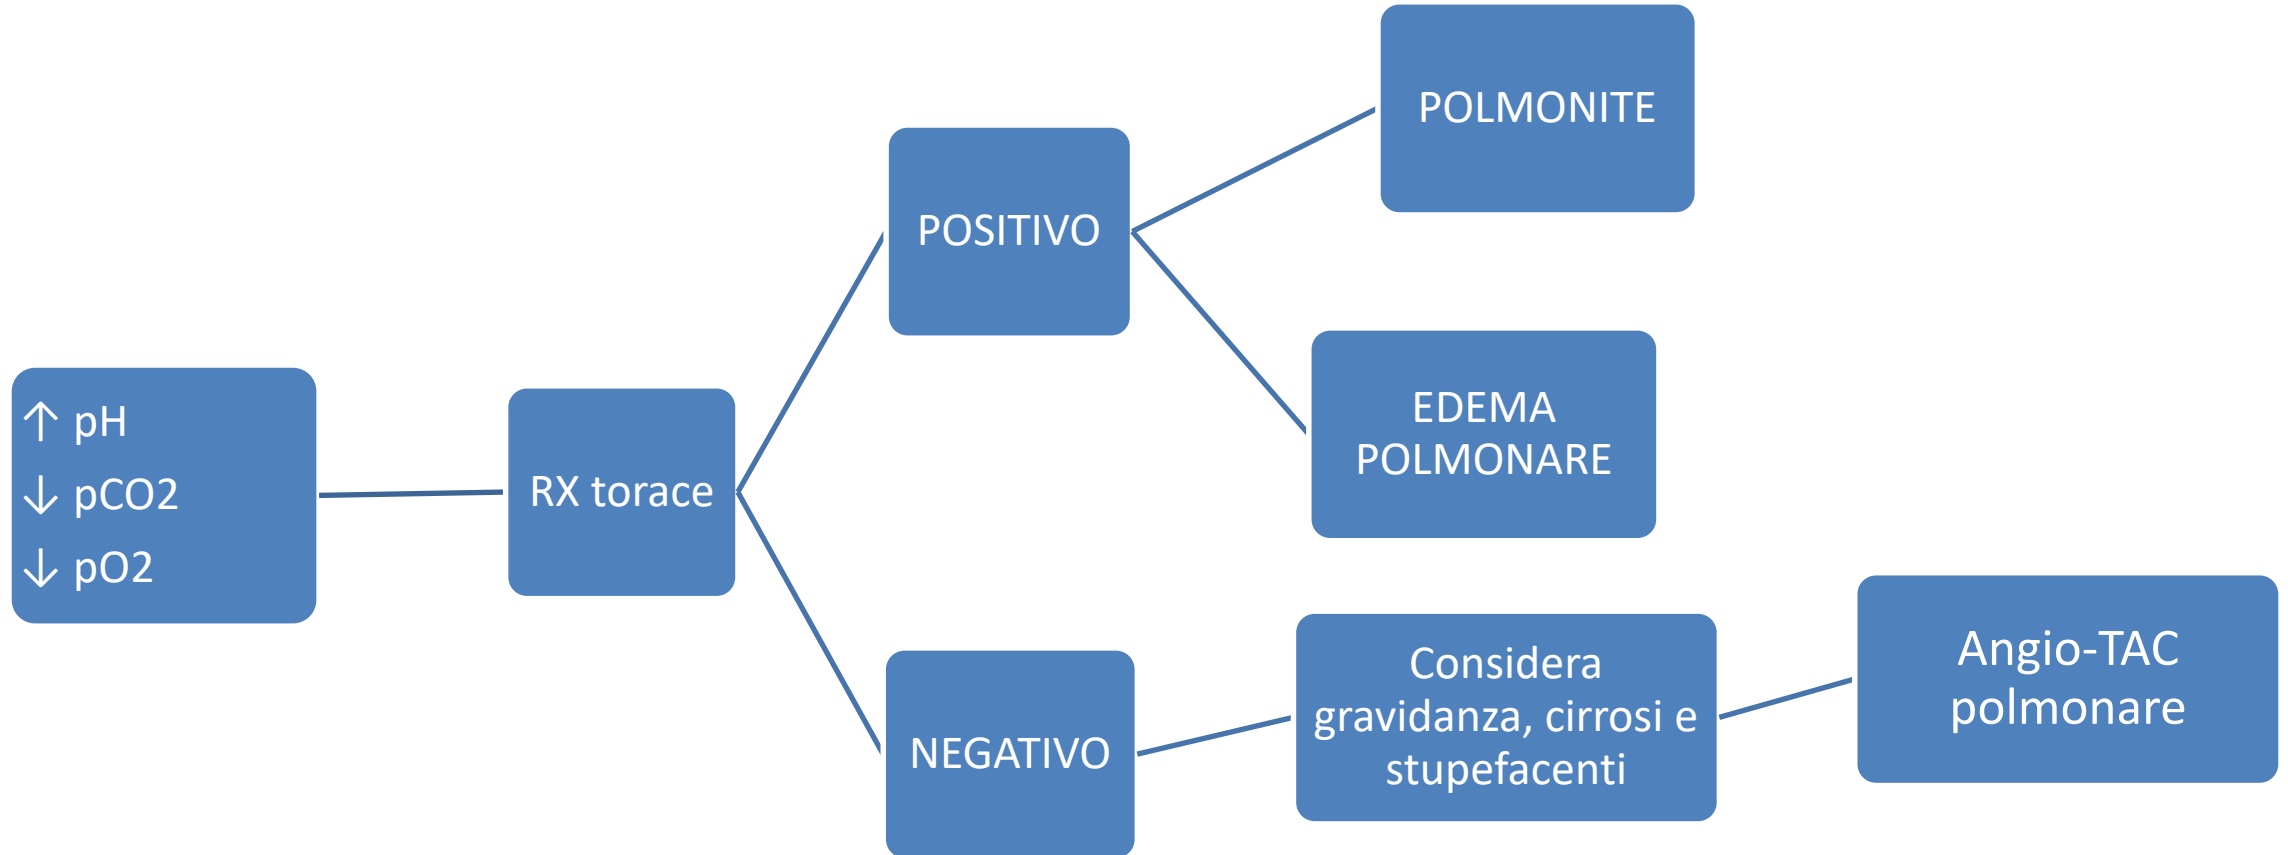 ↑ pH
↓ pCO2
↓ pO2
RX torace
POSITIVO
NEGATIVO
POLMONITE
EDEMA
POLMONARE
Considera
gravidanza, cirrosi e
stupefacenti
Angio-TAC
polmonare